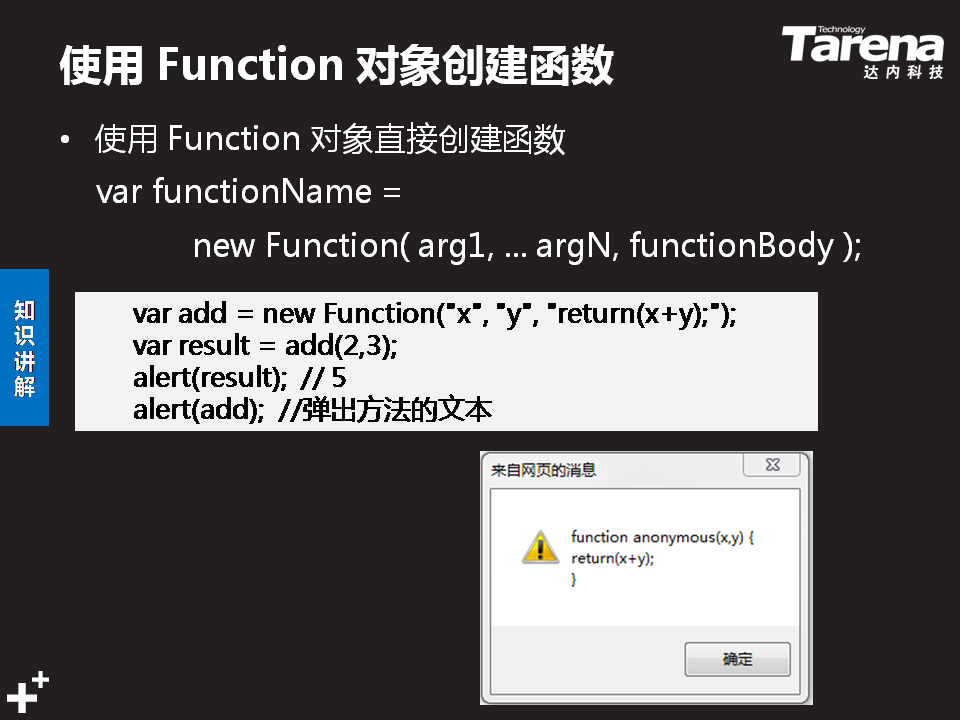 使用 Function 对象创建函数
Technology
Tarena
达内科技
• 使用 Function 对象直接创建函数
var functionName =
new Function( arg1, ... argN, functionBody );
知识讲解
var add = new Function("x", "y", "return(x+y);");
var result = add(2,3);
alert(result);  // 5
alert(add);  //弹出方法的文本
来自网页的消息
function anonymous(x,y) {
return(x+y);
}
确定